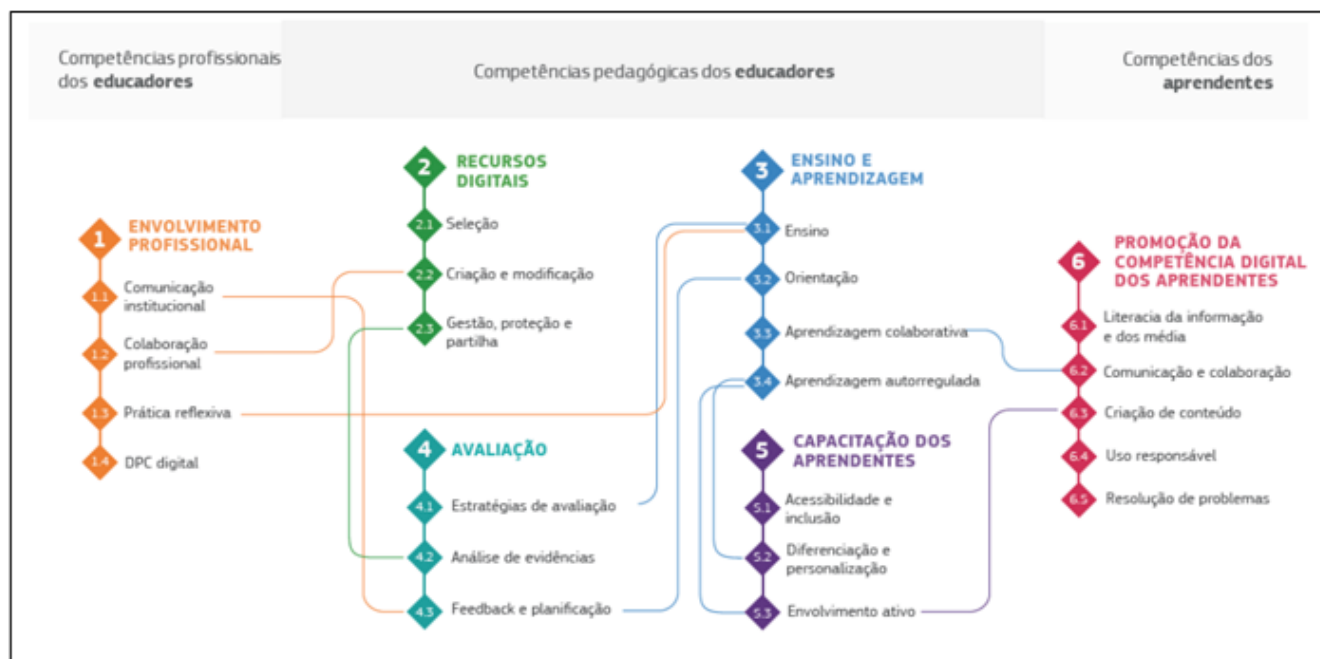 Competências profissionais
dos educadores
Competências pedagógicas dos educadores
Competências dos
aprendentes
1
ENVOLVIMENTO
PROFISSIONAL
1.1
Comunicação
institucional
1.2
Colaboração
profissional
1.3
Prática reflexiva
1.4
DPC digital
2
RECURSOS
DIGITAIS
2.1
Seleção
2.2
Criação e modificação
2.3
Gestão, proteção e
partilha
3
ENSINO E
APRENDIZAGEM
3.1
Ensino
3.2
Orientação
3.3
Aprendizagem colaborativa
3.4
Aprendizagem autorregulada
4
AVALIAÇÃO
4.1
Estratégias de avaliação
4.2
Análise de evidências
4.3
Feedback e planificação
5
CAPACITAÇÃO DOS
APRENDENTES
5.1
Acessibilidade e
inclusão
5.2
Diferenciação e
personalização
5.3
Envolvimento ativo
6
PROMOÇÃO DA
COMPETÊNCIA DIGITAL
DOS APRENDENTES
6.1
Literacia da informação
e dos média
6.2
Comunicação e colaboração
6.3
Criação de conteúdo
6.4
Uso responsável
6.5
Resolução de problemas